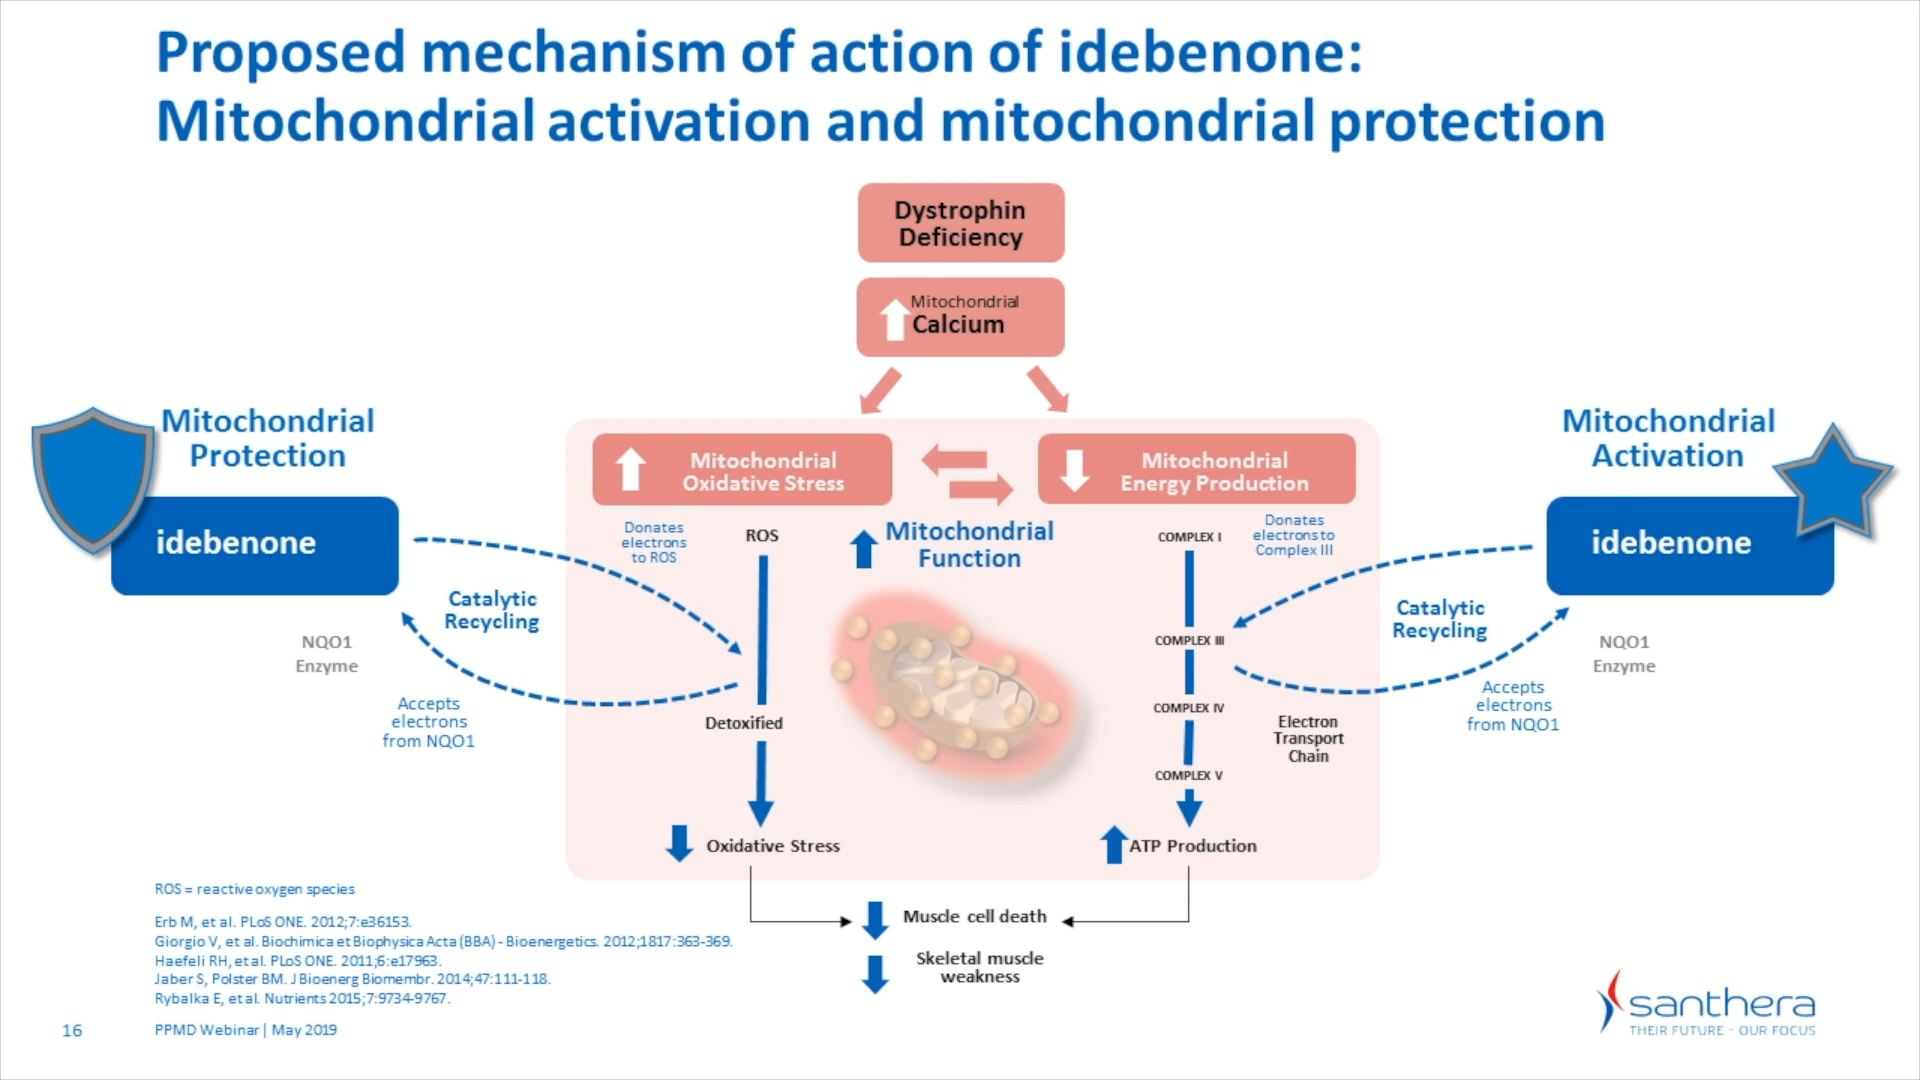 Proposed mechanism of action of idebenone:
Mitochondrial activation and mitochondrial protection
Dystrophin
Deficiency
Mitochondrial
Calcium
Mitochondrial
Protection
idebenone
NQO1
Enzyme
Catalytic
Recycling
Accepts
electrons
from NQO1
Mitochondrial
Oxidative Stress
Donates
electrons
to ROS
ROS
Detoxified
Oxidative Stress
Mitochondrial
Function
Mitochondrial
Energy Production
COMPLEX I
Donates
electrons to
Complex III
COMPLEX III
COMPLEX IV
COMPLEX V
Electron
Transport
Chain
ATP Production
Mitochondrial
Activation
idebenone
Catalytic
Recycling
NQO1
Enzyme
Accepts
electrons
from NQO1
Muscle cell death
Skeletal muscle
weakness
ROS = reactive oxygen species
Erb M, et al. PLoS ONE. 2012;7:e36153.
Giorgio V, et al. Biochimica et Biophysica Acta (BBA) - Bioenergetics. 2012;1817:363-369.
Haefeli RH, et al. PLoS ONE. 2011;6:e17963.
Jaber S, Polster BM. J Bioenerg Biomembr. 2014;47:111-118.
Rybalka E, et al. Nutrients 2015;7:9734-9767.
16
PPMD Webinar | May 2019
santhera
THEIR FUTURE - OUR FOCUS